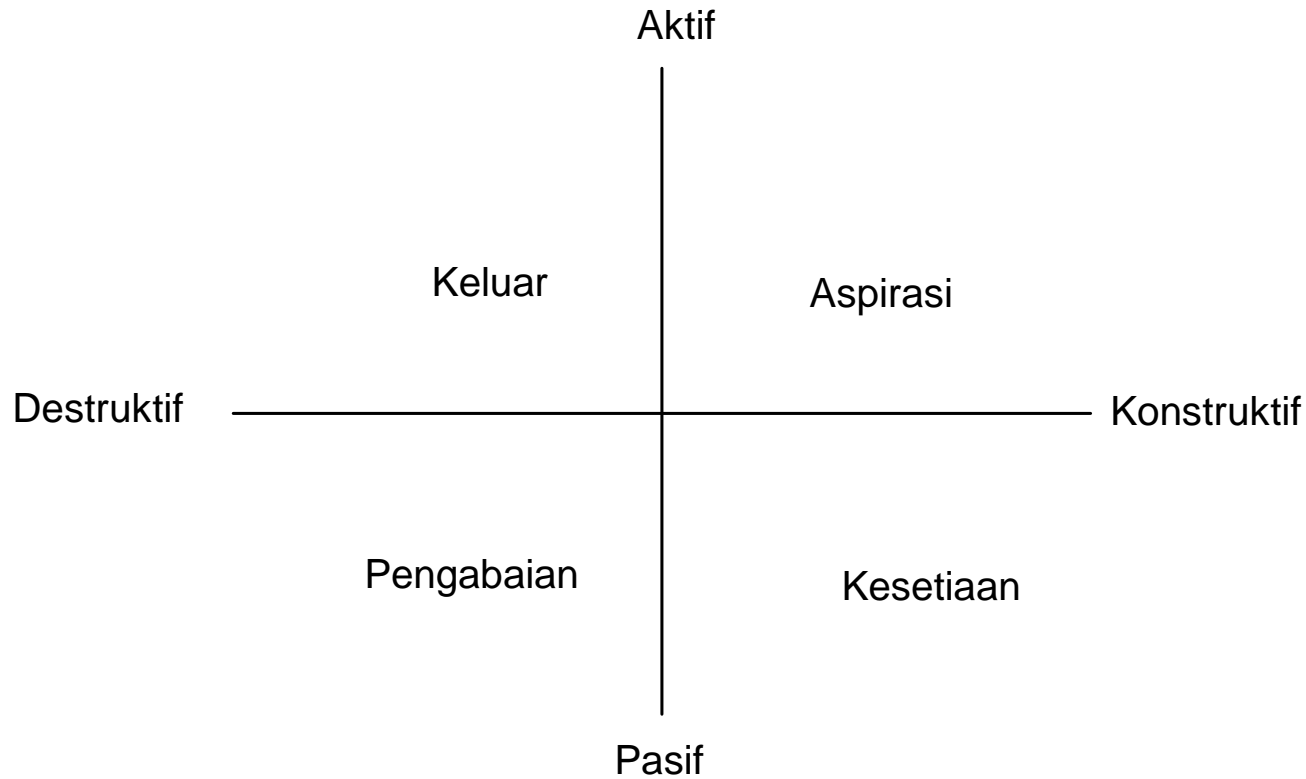 Aktif
Keluar
Aspirasi
Destruktif
Konstruktif
Pengabaian
Kesetiaan
Pasif